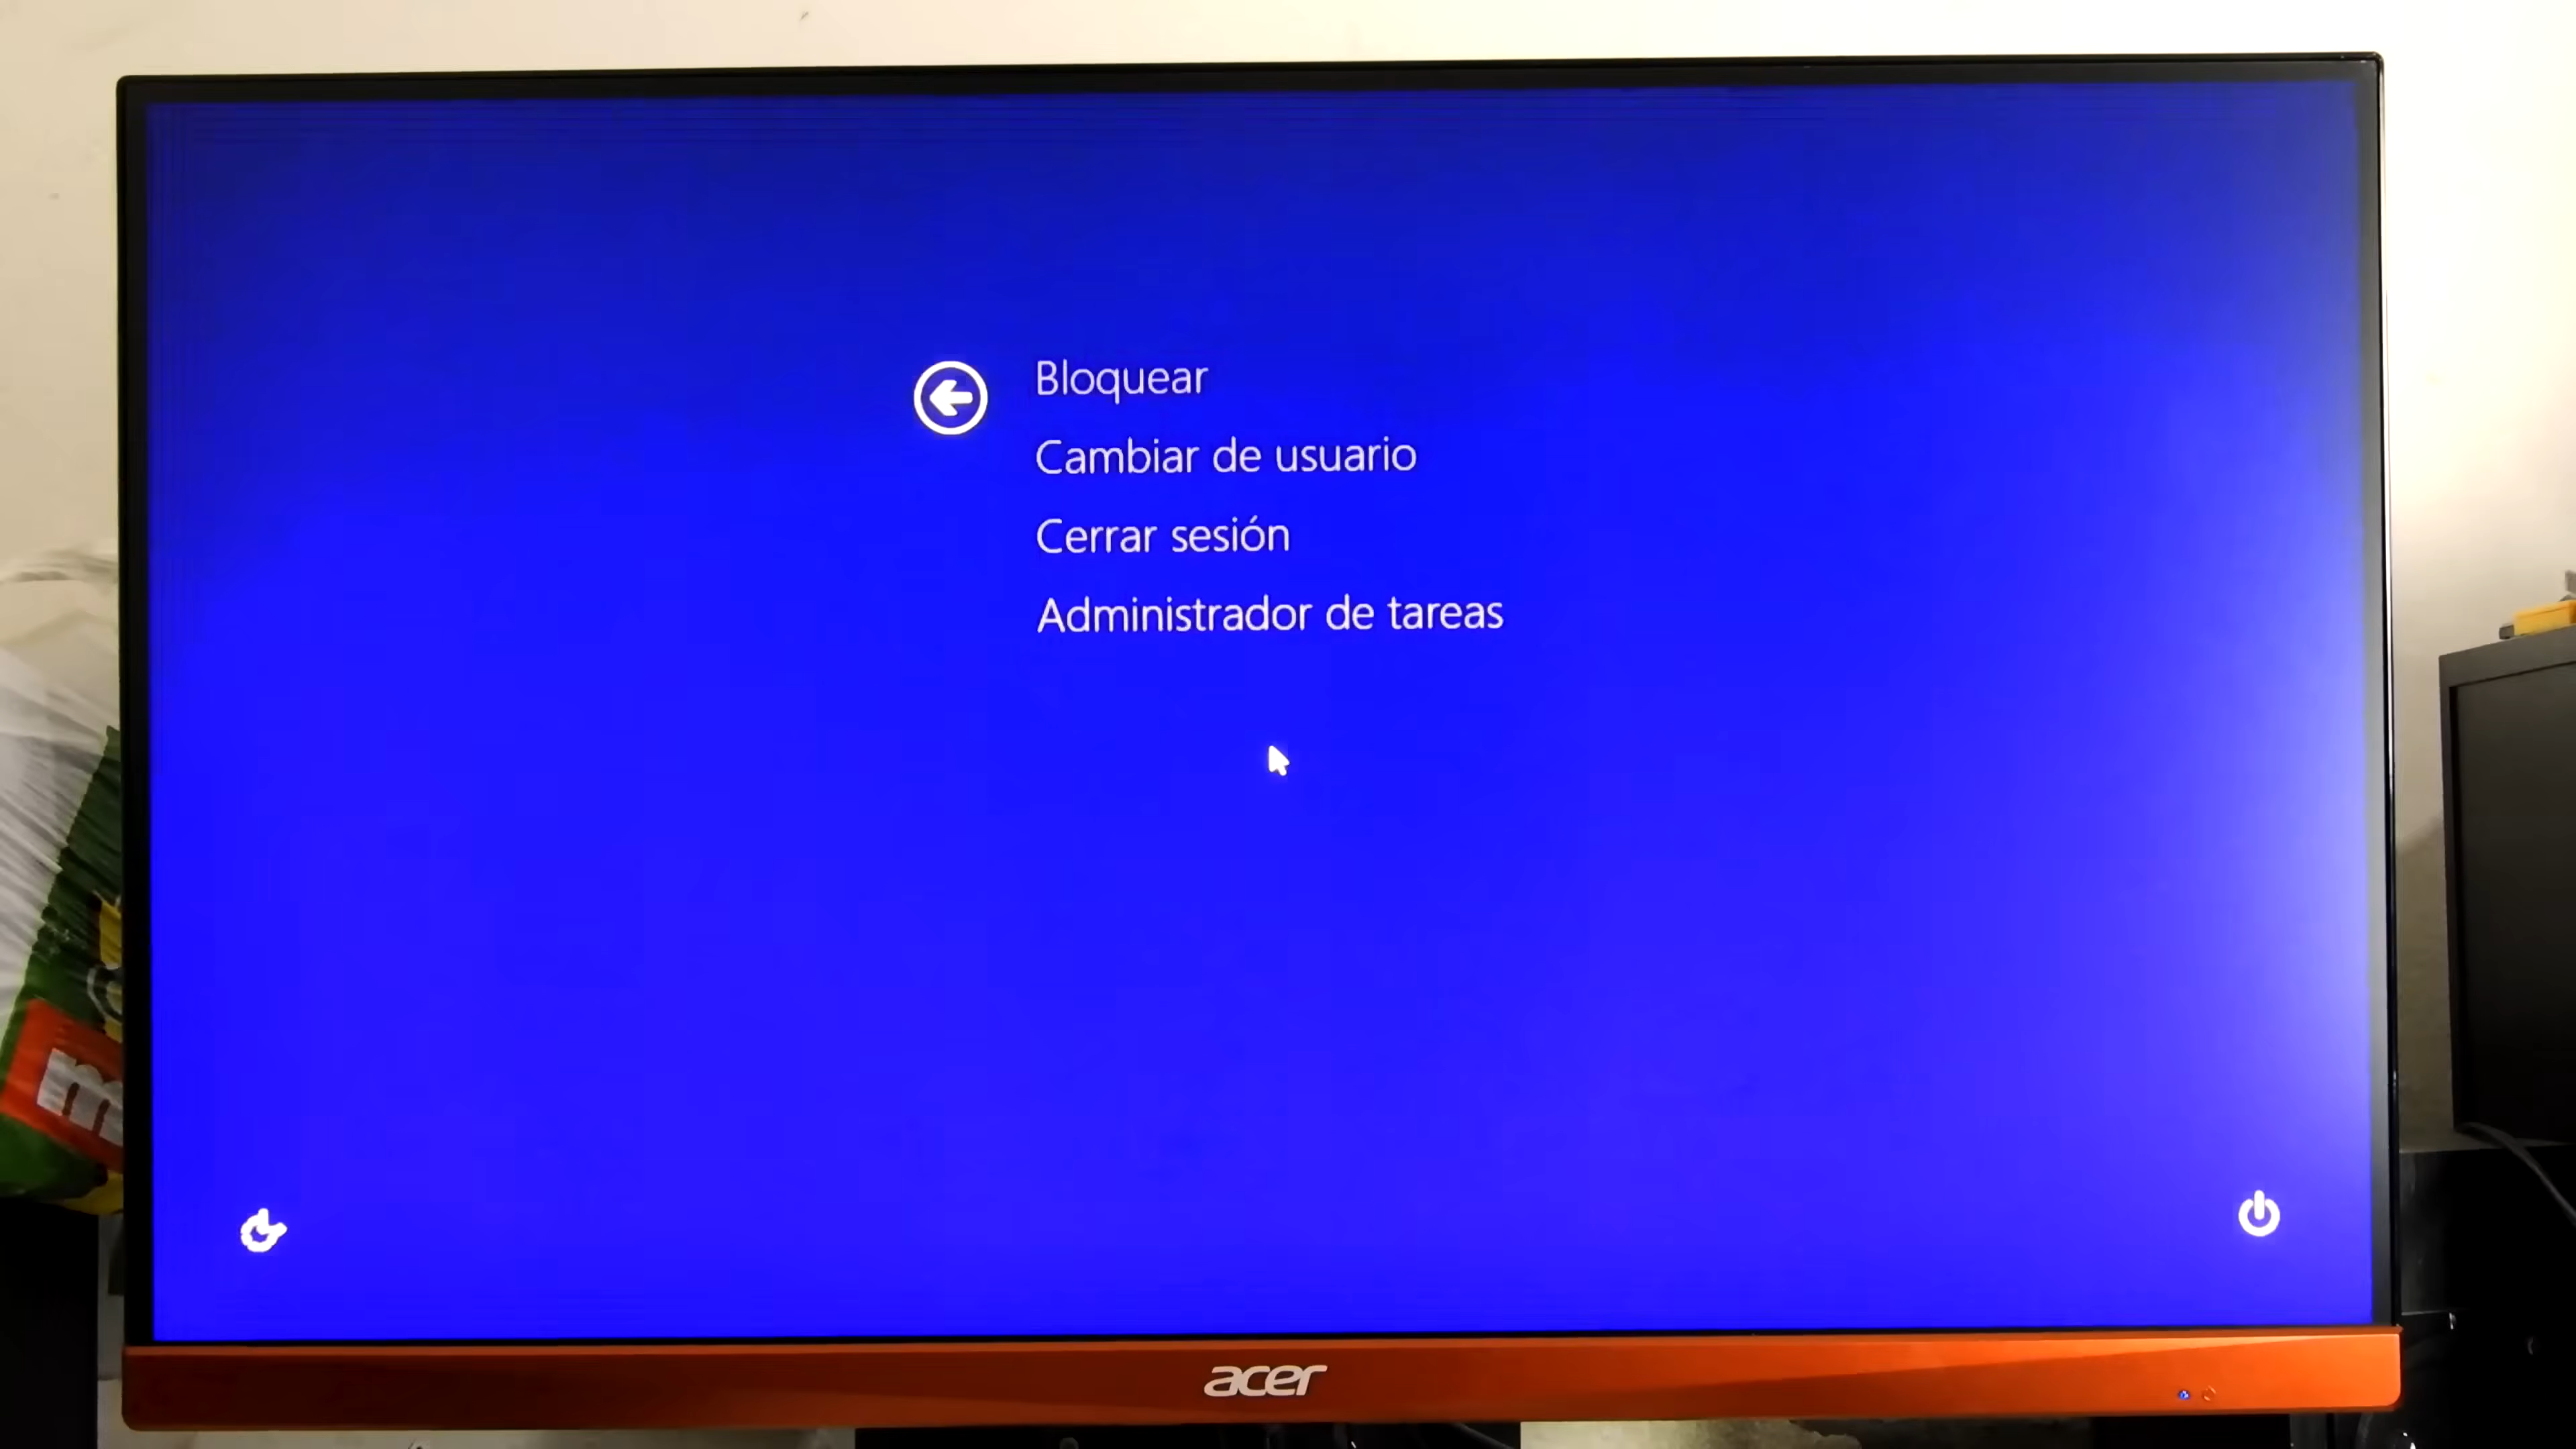 Bloquear
Cambiar de usuario
Cerrar sesión
Administrador de tareas
m
acer